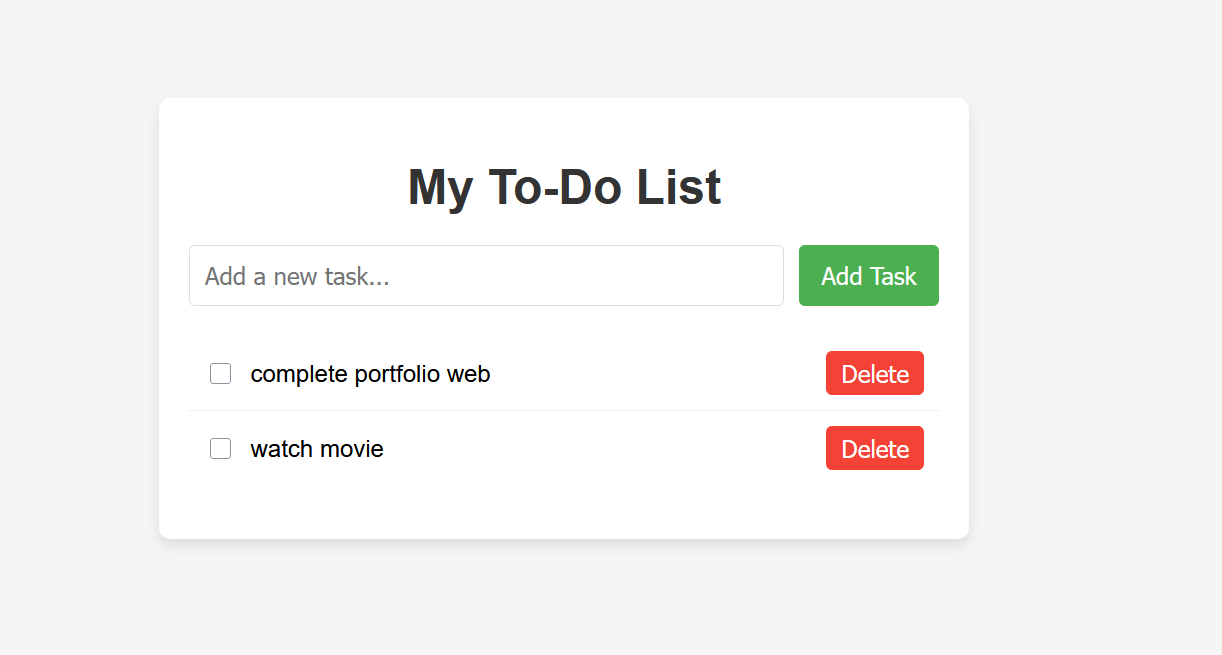 My To-Do List
Add a new task...
Add Task
complete portfolio web
Delete
watch movie
Delete